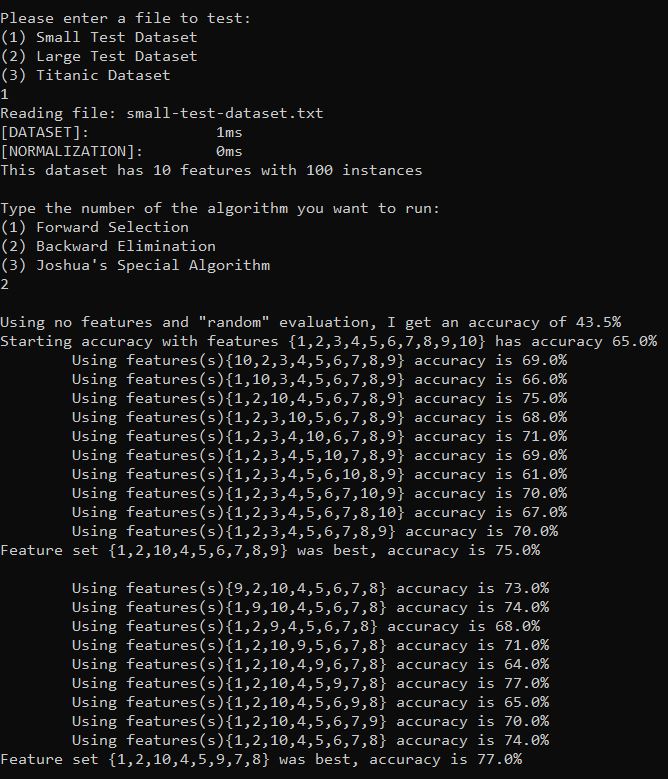 Please enter a file to test:
(1) Small Test Dataset
(2) Large Test Dataset
(3) Titanic Dataset
1
Reading file: small-test-dataset.txt
[DATASET]:              1ms
[NORMALIZATION]:        0ms
This dataset has 10 features with 100 instances

Type the number of the algorithm you want to run:
(1) Forward Selection
(2) Backward Elimination
(3) Joshua's Special Algorithm
2

Using no features and "random" evaluation, I get an accuracy of 43.5%
Starting accuracy with features {1,2,3,4,5,6,7,8,9,10} has accuracy 65.0%
        Using features(s){10,2,3,4,5,6,7,8,9} accuracy is 69.0%
        Using features(s){1,10,3,4,5,6,7,8,9} accuracy is 66.0%
        Using features(s){1,2,10,4,5,6,7,8,9} accuracy is 75.0%
        Using features(s){1,2,3,10,5,6,7,8,9} accuracy is 68.0%
        Using features(s){1,2,3,4,10,6,7,8,9} accuracy is 71.0%
        Using features(s){1,2,3,4,5,10,7,8,9} accuracy is 69.0%
        Using features(s){1,2,3,4,5,6,10,8,9} accuracy is 61.0%
        Using features(s){1,2,3,4,5,6,7,10,9} accuracy is 70.0%
        Using features(s){1,2,3,4,5,6,7,8,10} accuracy is 67.0%
        Using features(s){1,2,3,4,5,6,7,8,9} accuracy is 70.0%
Feature set {1,2,10,4,5,6,7,8,9} was best, accuracy is 75.0%

        Using features(s){9,2,10,4,5,6,7,8} accuracy is 73.0%
        Using features(s){1,9,10,4,5,6,7,8} accuracy is 74.0%
        Using features(s){1,2,9,4,5,6,7,8} accuracy is 68.0%
        Using features(s){1,2,10,9,5,6,7,8} accuracy is 71.0%
        Using features(s){1,2,10,4,9,6,7,8} accuracy is 64.0%
        Using features(s){1,2,10,4,5,9,7,8} accuracy is 77.0%
        Using features(s){1,2,10,4,5,6,9,8} accuracy is 65.0%
        Using features(s){1,2,10,4,5,6,7,9} accuracy is 70.0%
        Using features(s){1,2,10,4,5,6,7,8} accuracy is 74.0%
Feature set {1,2,10,4,5,9,7,8} was best, accuracy is 77.0%